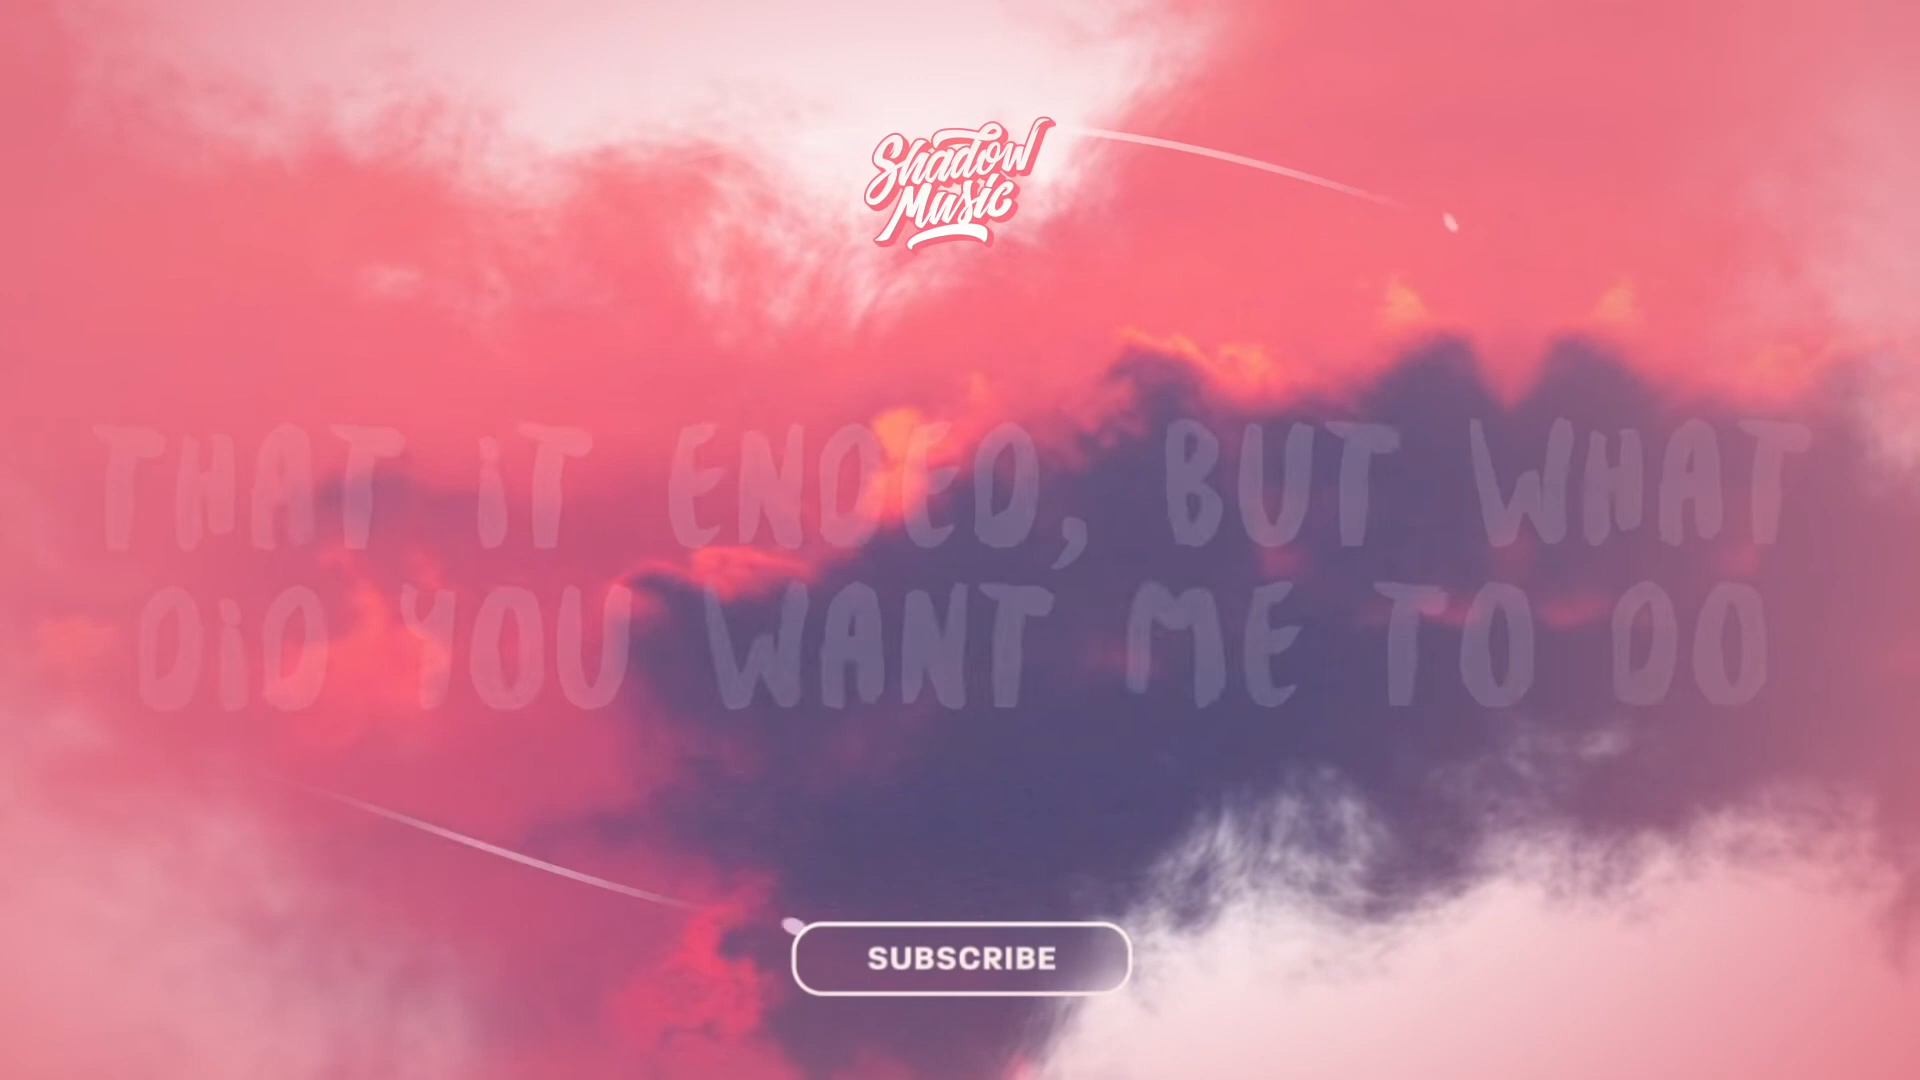 Shadow
Music
THAT iT ENDED, BUT WHAT
DiD YOU WANT ME TO DO
SUBSCRIBE